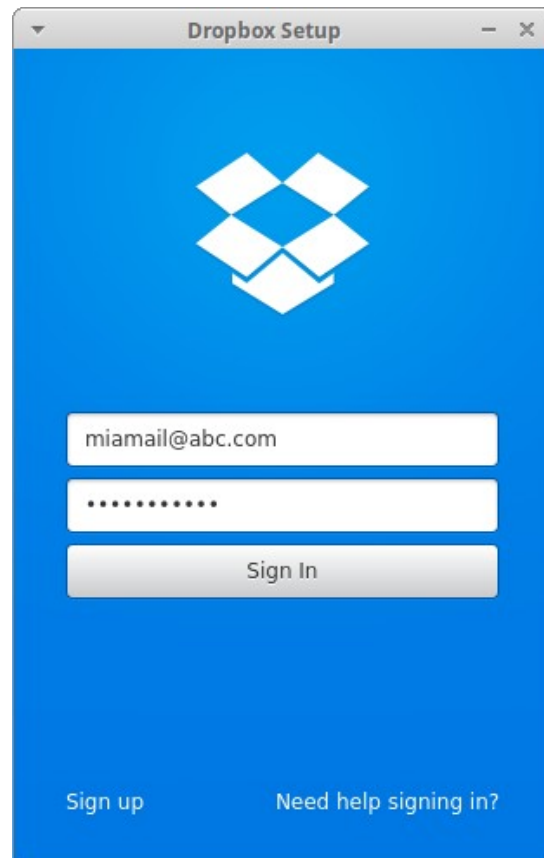 Dropbox Setup
miamail@abc.com
•••••••••••
Sign In
Sign up Need help signing in?